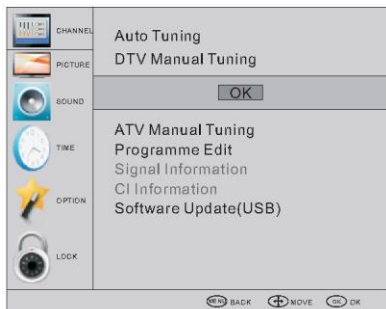 CHANNEL
PICTURE
SOUND
TIME
OPTION
LOCK
Auto Tuning
DTV Manual Tuning
OK
ATV Manual Tuning
Programme Edit
Signal Information
CI Information
Software Update(USB)
MENU BACK MOVE OK OK